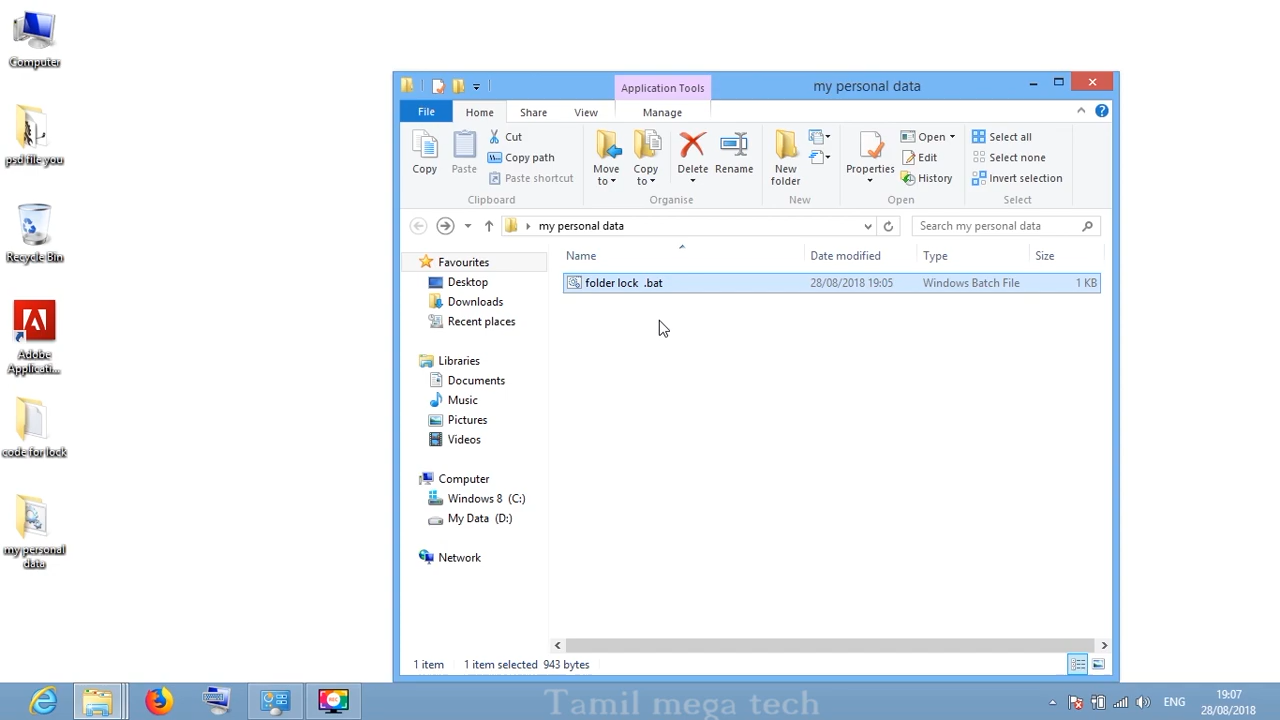 Computer
psd file you
Recycle Bin
Adobe
Applicati...
code for lock
my personal
data
Application Tools
my personal data
File
Home
Share
View
Manage
Copy
Paste
Cut
Copy path
Paste shortcut
Clipboard
Move
to
Copy
to
Delete
Rename
Organise
New
folder
New
Properties
Open
Edit
History
Open
Select all
Select none
Invert selection
Select
my personal data
Search my personal data
Name
Date modified
Type
Size
folder lock .bat
28/08/2018 19:05
Windows Batch File
1 KB
Favourites
Desktop
Downloads
Recent places
Libraries
Documents
Music
Pictures
Videos
Computer
Windows 8 (C:)
My Data (D:)
Network
1 item
1 item selected 943 bytes
Tamil mega tech
ENG
19:07
28/08/2018